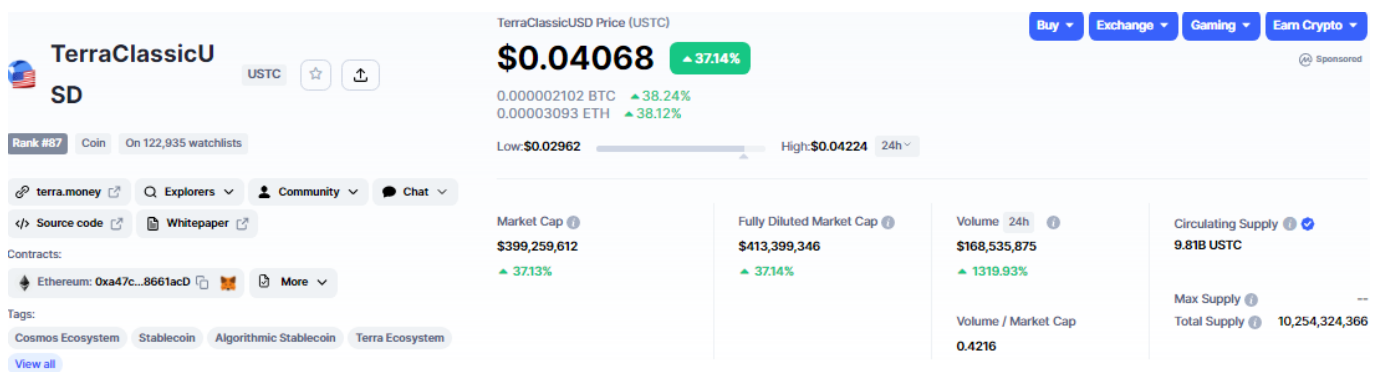 TerraClassicU
SD
USTC
Rank #87 Coin On 122,935 watchlists
terra.money Explorers Community Chat
Source code Whitepaper
Contracts:
Ethereum: 0xa47c...8661acD More
Tags:
Cosmos Ecosystem Stablecoin Algorithmic Stablecoin Terra Ecosystem
View all
TerraClassicUSD Price (USTC)
$0.04068 37.14%
0.000002102 BTC 38.24%
0.00003093 ETH 38.12%
Low:$0.02962 High:$0.04224 24h
Buy Exchange Gaming Earn Crypto
Sponsored
Market Cap
$399,259,612
37.13%
Fully Diluted Market Cap
$413,399,346
37.14%
Volume 24h
$168,535,875
1319.93%
Volume / Market Cap
0.4216
Circulating Supply
9.81B USTC
Max Supply --
Total Supply 10,254,324,366